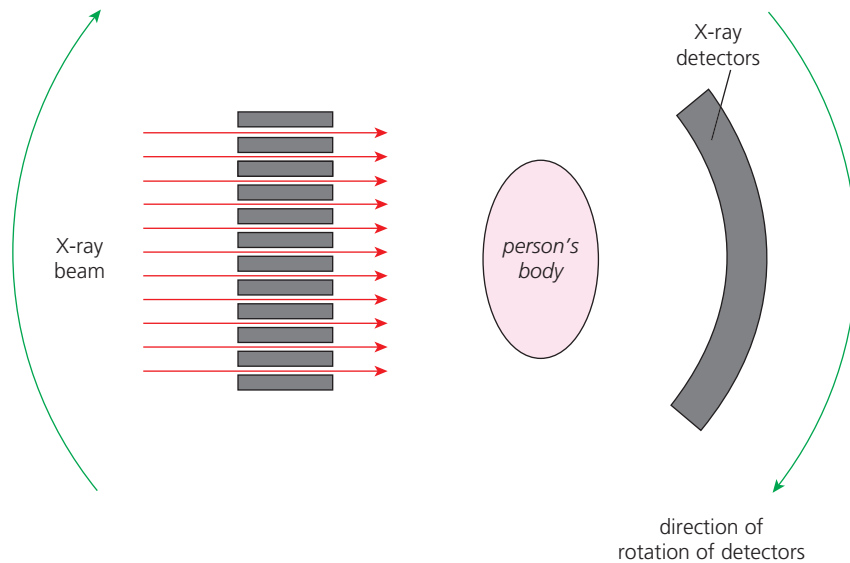 X-ray
detectors
X-ray
beam
person's
body
direction of
rotation of detectors